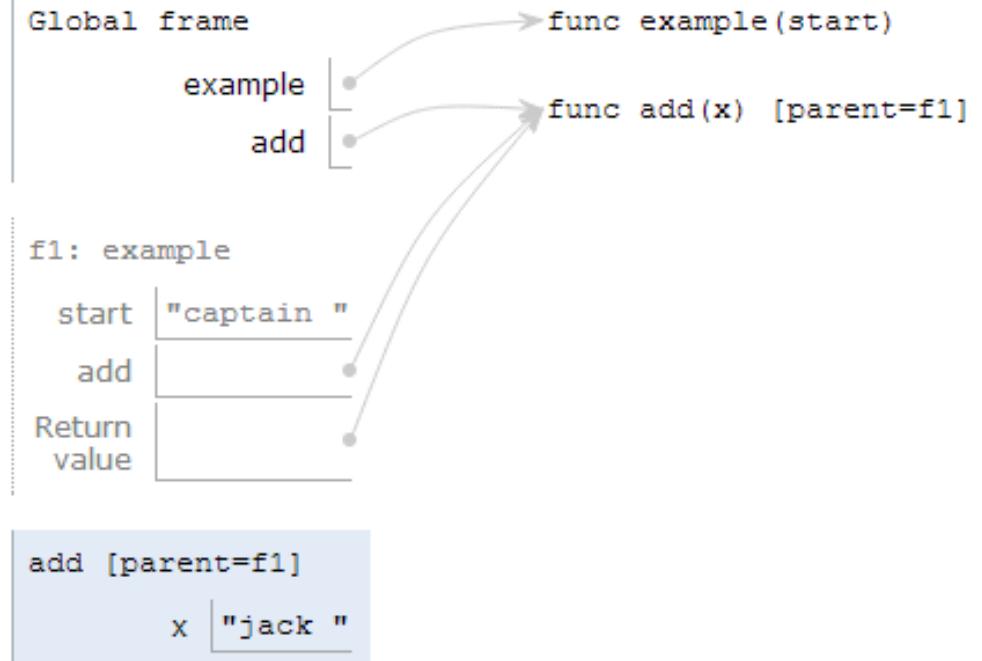 Global frame
func example(start)
example
func add(x) [parent=f1]
add
f1: example
start "captain "
add
Return
value
add [parent=f1]
x "jack "